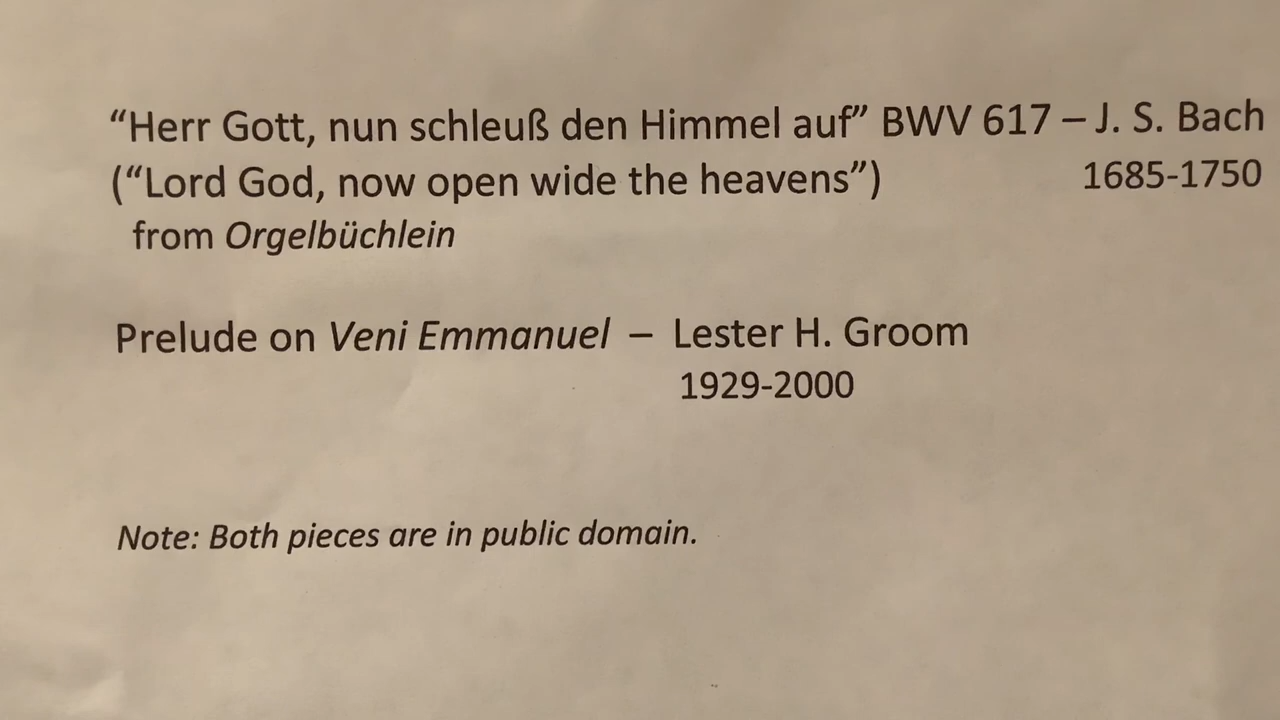 “Herr Gott, nun schleuß den Himmel auf” BWV 617 – J. S. Bach
(“Lord God, now open wide the heavens”) 1685-1750
from Orgelbüchlein
Prelude on Veni Emmanuel – Lester H. Groom
1929-2000
Note: Both pieces are in public domain.